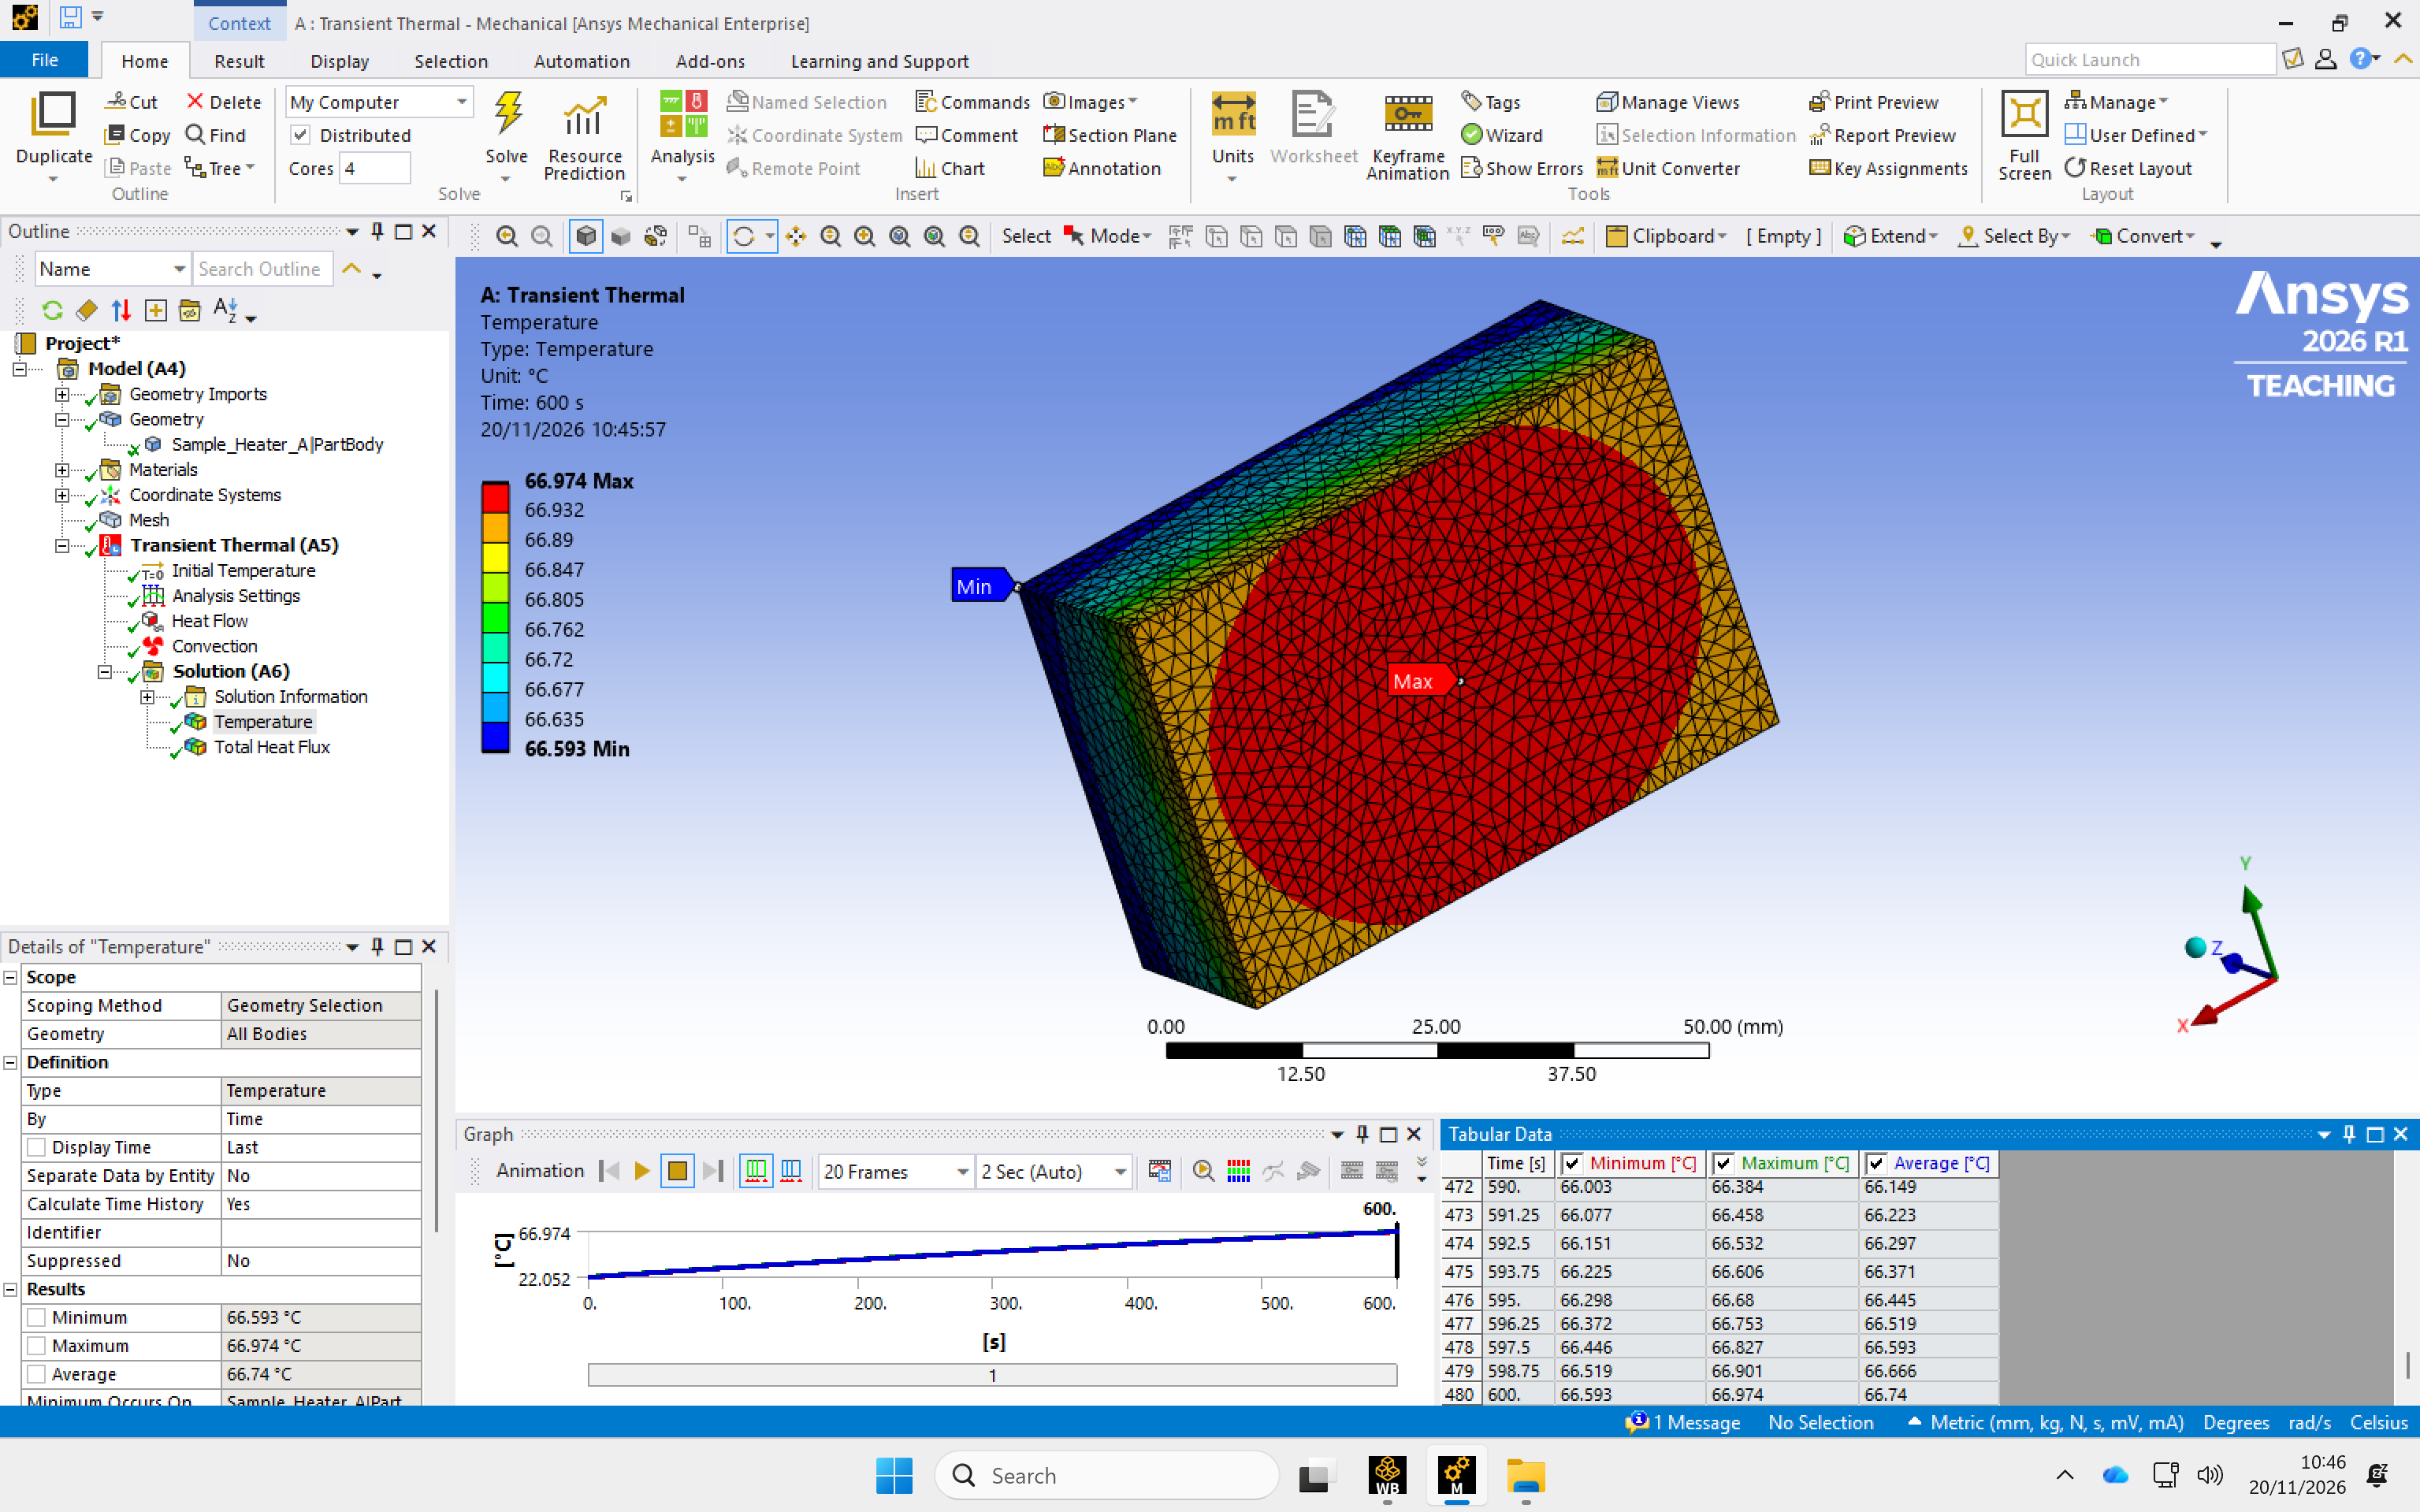 Context
A : Transient Thermal - Mechanical [Ansys Mechanical Enterprise]
File Home Result Display Selection Automation Add-ons Learning and Support
Quick Launch
Duplicate
Cut
Copy
Paste
Delete
Find
Tree
Outline
My Computer
Distributed
Cores 4
Solve
Resource Prediction
Solve
Analysis
Named Selection
Coordinate System
Remote Point
Commands
Comment
Chart
Images
Section Plane
Annotation
Insert
Units
Worksheet
Keyframe Animation
Tags
Wizard
Show Errors
Manage Views
Selection Information
Unit Converter
Print Preview
Report Preview
Key Assignments
Tools
Full Screen
Manage
User Defined
Reset Layout
Layout
Outline
Name
Search Outline
Select Mode Clipboard [ Empty ] Extend Select By Convert
Project*
Model (A4)
Geometry Imports
Geometry
Sample_Heater_A|PartBody
Materials
Coordinate Systems
Mesh
Transient Thermal (A5)
Initial Temperature
Analysis Settings
Heat Flow
Convection
Solution (A6)
Solution Information
Temperature
Total Heat Flux
A: Transient Thermal
Temperature
Type: Temperature
Unit: °C
Time: 600 s
20/11/2026 10:45:57
66.974 Max
66.932
66.89
66.847
66.805
66.762
66.72
66.677
66.635
66.593 Min
Min
Max
Ansys
2026 R1
TEACHING
Y
Z
X
0.00 25.00 50.00 (mm)
12.50 37.50
Details of "Temperature"
Scope
Scoping Method Geometry Selection
Geometry All Bodies
Definition
Type Temperature
By Time
Display Time Last
Separate Data by Entity No
Calculate Time History Yes
Identifier
Suppressed No
Results
Minimum 66.593 °C
Maximum 66.974 °C
Average 66.74 °C
Minimum Occurs On Sample_Heater_A|Part
Graph
Animation 20 Frames 2 Sec (Auto)
600.
[°C]
66.974
22.052
0. 100. 200. 300. 400. 500. 600.
[s]
1
Tabular Data
Time [s] Minimum [°C] Maximum [°C] Average [°C]
472 590. 66.003 66.384 66.149
473 591.25 66.077 66.458 66.223
474 592.5 66.151 66.532 66.297
475 593.75 66.225 66.606 66.371
476 595. 66.298 66.68 66.445
477 596.25 66.372 66.753 66.519
478 597.5 66.446 66.827 66.593
479 598.75 66.519 66.901 66.666
480 600. 66.593 66.974 66.74
1 Message No Selection Metric (mm, kg, N, s, mV, mA) Degrees rad/s Celsius
Search
WB
M
10:46
20/11/2026